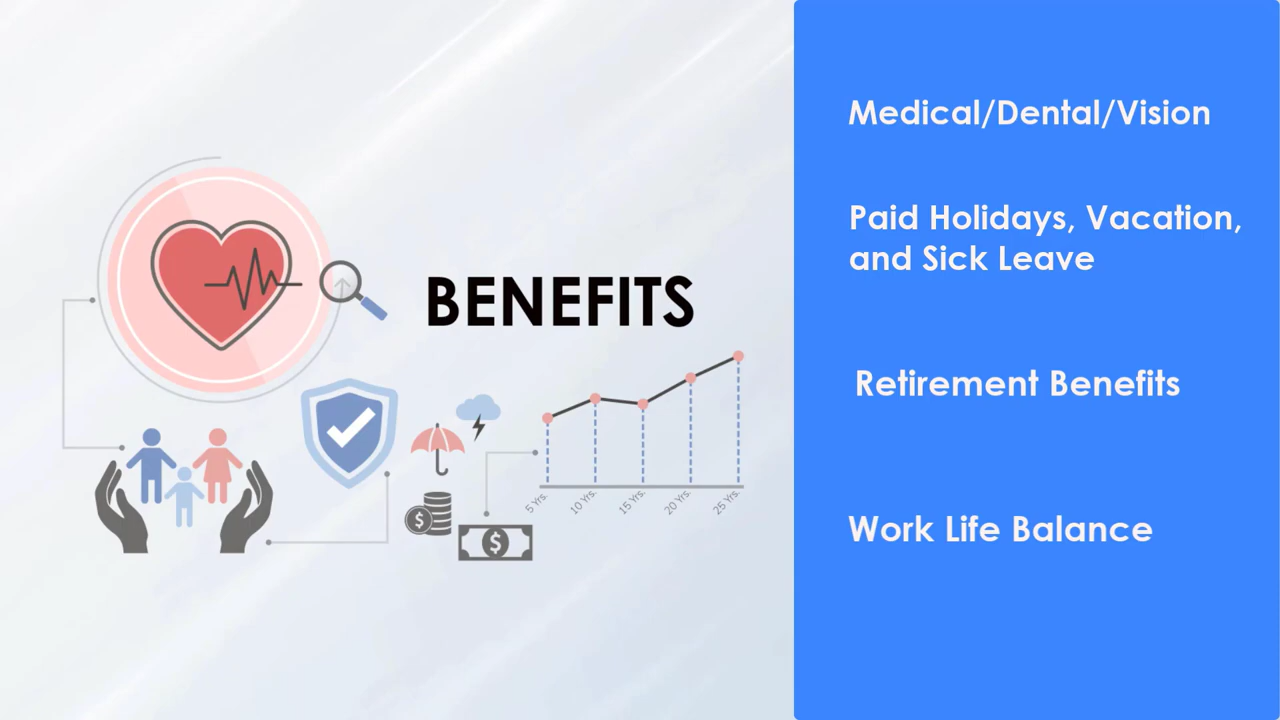 BENEFITS
5 Yrs.
10 Yrs.
15 Yrs.
20 Yrs.
25 Yrs.
$
$
Medical/Dental/Vision
Paid Holidays, Vacation,
and Sick Leave
Retirement Benefits
Work Life Balance